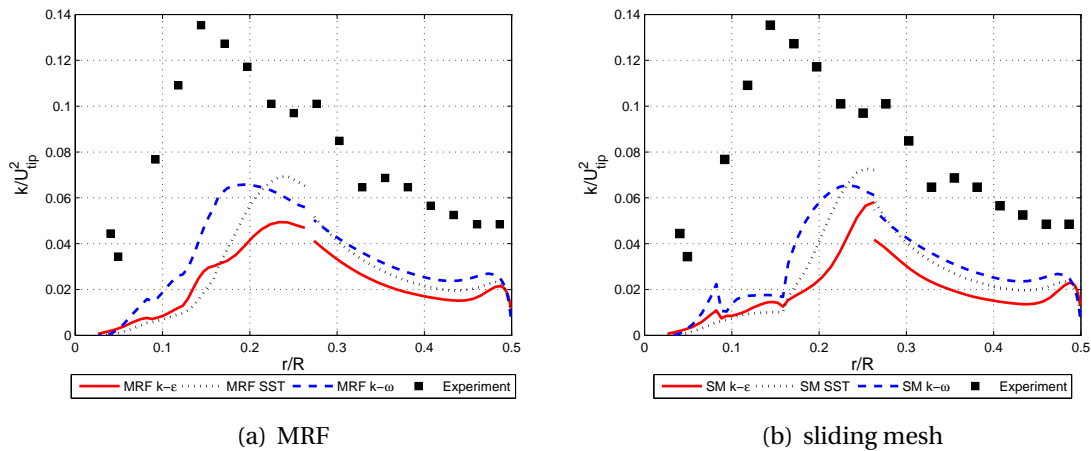 0.14
0.12
0.1
0.08
0.06
0.04
0.02
0
k/U²tip
0 0.1 0.2 0.3 0.4 0.5
r/R
MRF k−ε MRF SST MRF k−ω Experiment
(a) MRF
0.14
0.12
0.1
0.08
0.06
0.04
0.02
0
k/U²tip
0 0.1 0.2 0.3 0.4 0.5
r/R
SM k−ε SM SST SM k−ω Experiment
(b) sliding mesh